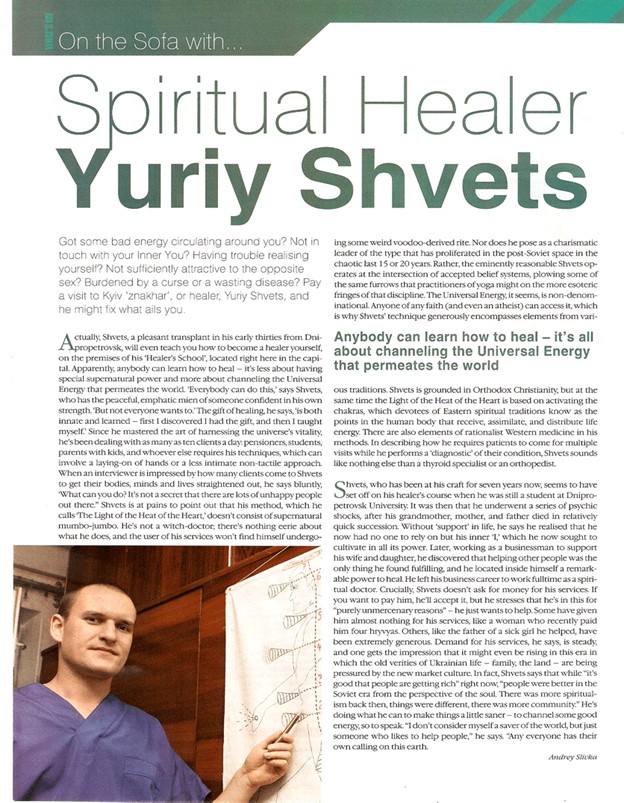 WHO'S ON
On the Sofa with...
Spiritual Healer
Yuriy Shvets
Got some bad energy circulating around you? Not in
touch with your Inner You? Having trouble realising
yourself? Not sufficiently attractive to the opposite
sex? Burdened by a curse or a wasting disease? Pay
a visit to Kyiv 'znakhar', or healer, Yuriy Shvets, and
he might fix what ails you.
Actually, Shvets, a pleasant transplant in his early thirties from Dni-
propetrovsk, will even teach you how to become a healer yourself,
on the premises of his 'Healer's School', located right here in the capi-
tal. Apparently, anybody can learn how to heal – it's less about having
special supernatural power and more about channeling the Universal
Energy that permeates the world. 'Everybody can do this,' says Shvets,
who has the peaceful, emphatic mien of someone confident in his own
strength. 'But not everyone wants to.' The gift of healing, he says, 'is both
innate and learned – first I discovered I had the gift, and then I taught
myself.' Since he mastered the art of harnessing the universe's vitality,
he's been dealing with as many as ten clients a day: pensioners, students,
parents with kids, and whoever else requires his techniques, which can
involve a laying-on of hands or a less intimate non-tactile approach.
When an interviewer is impressed by how many clients come to Shvets
to get their bodies, minds and lives straightened out, he says bluntly,
'What can you do? It's not a secret that there are lots of unhappy people
out there." Shvets is at pains to point out that his method, which he
calls 'The Light of the Heat of the Heart,' doesn't consist of supernatural
mumbo-jumbo. He's not a witch-doctor; there's nothing eerie about
what he does, and the user of his services won't find himself undergo-
ing some weird voodoo-derived rite. Nor does he pose as a charismatic
leader of the type that has proliferated in the post-Soviet space in the
chaotic last 15 or 20 years. Rather, the eminently reasonable Shvets op-
erates at the intersection of accepted belief systems, plowing some of
the same furrows that practitioners of yoga might on the more esoteric
fringes of that discipline. The Universal Energy, it seems, is non-denom-
inational. Anyone of any faith (and even an atheist) can access it, which
is why Shvets' technique generously encompasses elements from vari-
Anybody can learn how to heal – it's all
about channeling the Universal Energy
that permeates the world
ous traditions. Shvets is grounded in Orthodox Christianity, but at the
same time the Light of the Heat of the Heart is based on activating the
chakras, which devotees of Eastern spiritual traditions know as the
points in the human body that receive, assimilate, and distribute life
energy. There are also elements of rationalist Western medicine in his
methods. In describing how he requires patients to come for multiple
visits while he performs a 'diagnostic' of their condition, Shvets sounds
like nothing else than a thyroid specialist or an orthopedist.
Shvets, who has been at his craft for seven years now, seems to have
set off on his healer's course when he was still a student at Dnipro-
petrovsk University. It was then that he underwent a series of psychic
shocks, after his grandmother, mother, and father died in relatively
quick succession. Without 'support' in life, he says he realised that he
now had no one to rely on but his inner 'I,' which he now sought to
cultivate in all its power. Later, working as a businessman to support
his wife and daughter, he discovered that helping other people was the
only thing he found fulfilling, and he located inside himself a remark-
able power to heal. He left his business career to work fulltime as a spiri-
tual doctor. Crucially, Shvets doesn't ask for money for his services. If
you want to pay him, he'll accept it, but he stresses that he's in this for
"purely unmercenary reasons" – he just wants to help. Some have given
him almost nothing for his services, like a woman who recently paid
him four hryvyas. Others, like the father of a sick girl he helped, have
been extremely generous. Demand for his services, he says, is steady,
and one gets the impression that it might even be rising in this era in
which the old verities of Ukrainian life – family, the land – are being
pressured by the new market culture. In fact, Shvets says that while "it's
good that people are getting rich" right now, "people were better in the
Soviet era from the perspective of the soul. There was more spiritual-
ism back then, things were different, there was more community." He's
doing what he can to make things a little saner – to channel some good
energy, so to speak. "I don't consider myself a saver of the world, but just
someone who likes to help people," he says. "Any everyone has their
own calling on this earth.
Andrey Slivka